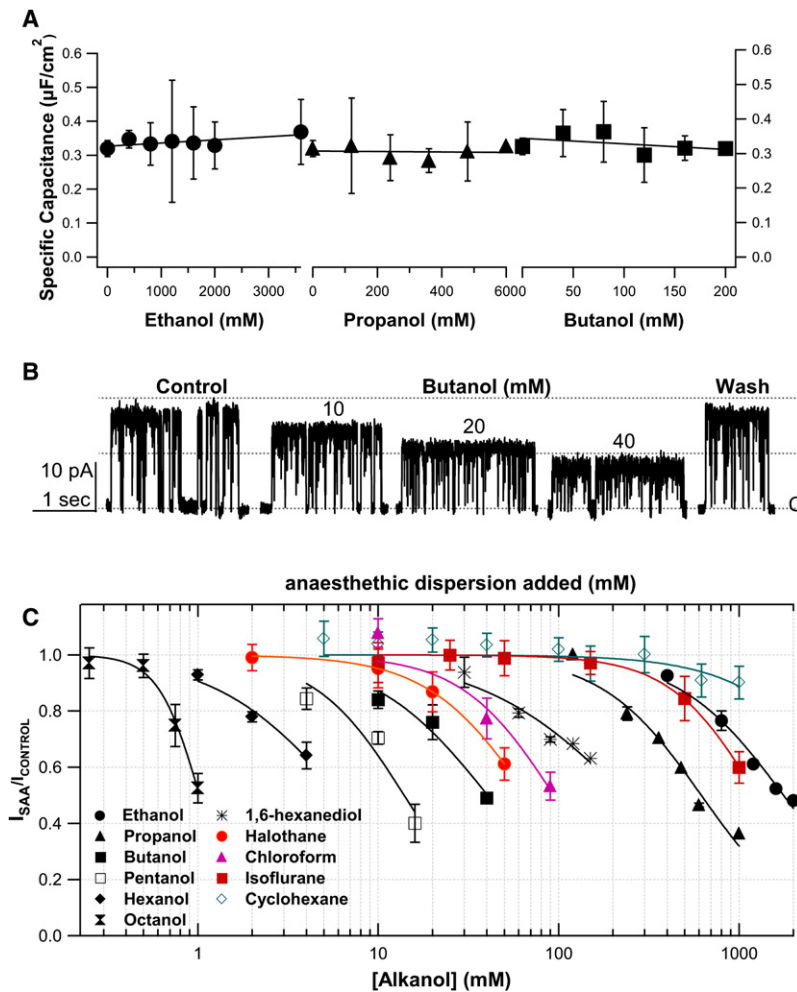 A
Specific Capacitance (µF/cm²)
0.6
0.5
0.4
0.3
0.2
0.1
0.0
0.6
0.5
0.4
0.3
0.2
0.1
0.0
0 1000 2000 3000
0 200 400 6000
0 50 100 150 200
Ethanol (mM) Propanol (mM) Butanol (mM)
B
Control Butanol (mM) Wash
10
20
40
10 pA
1 sec
C
anaesthethic dispersion added (mM)
C
I_SAA/I_CONTROL
1.0
0.8
0.6
0.4
0.2
0.0
Ethanol
Propanol
Butanol
Pentanol
Hexanol
Octanol
1,6-hexanediol
Halothane
Chloroform
Isoflurane
Cyclohexane
1 10 100 1000
[Alkanol] (mM)